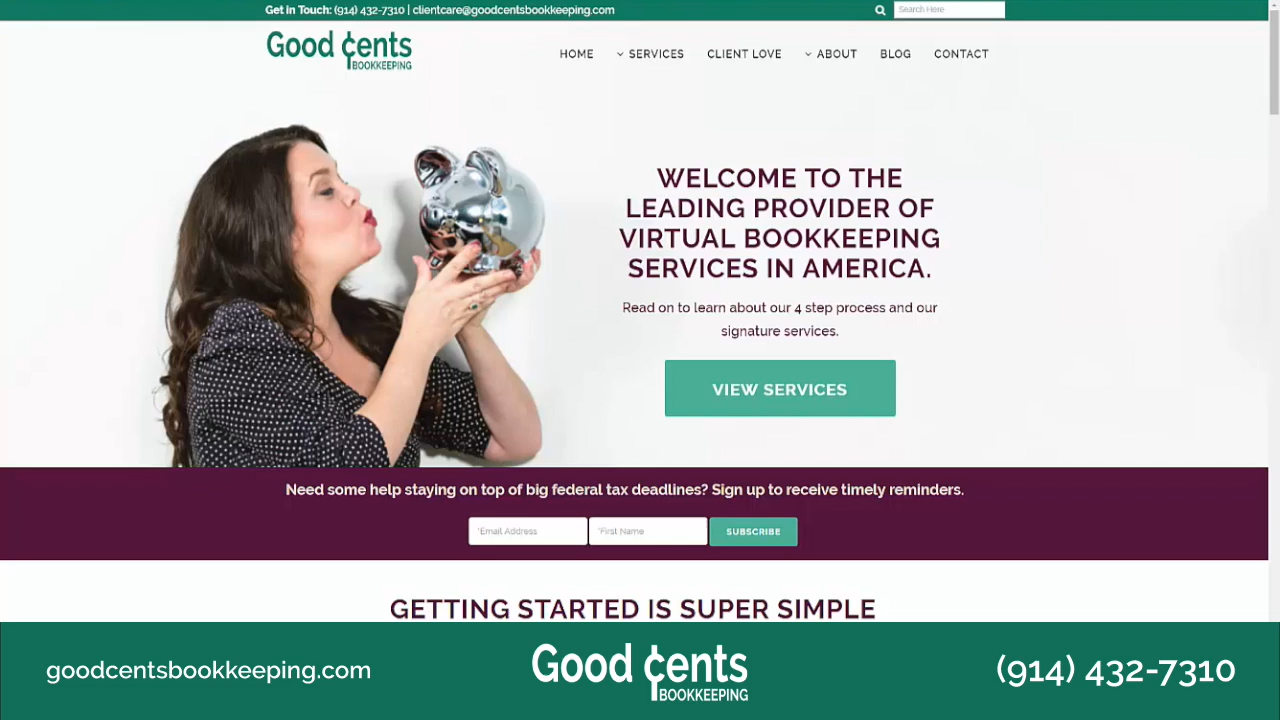 Get in Touch: (914) 432-7310 | clientcare@goodcentsbookkeeping.com
Search Here
Good cents
BOOKKEEPING
HOME SERVICES CLIENT LOVE ABOUT BLOG CONTACT
WELCOME TO THE
LEADING PROVIDER OF
VIRTUAL BOOKKEEPING
SERVICES IN AMERICA.
Read on to learn about our 4 step process and our
signature services.
VIEW SERVICES
Need some help staying on top of big federal tax deadlines? Sign up to receive timely reminders.
*Email Address *First Name SUBSCRIBE
GETTING STARTED IS SUPER SIMPLE
goodcentsbookkeeping.com
Good cents
BOOKKEEPING
(914) 432-7310